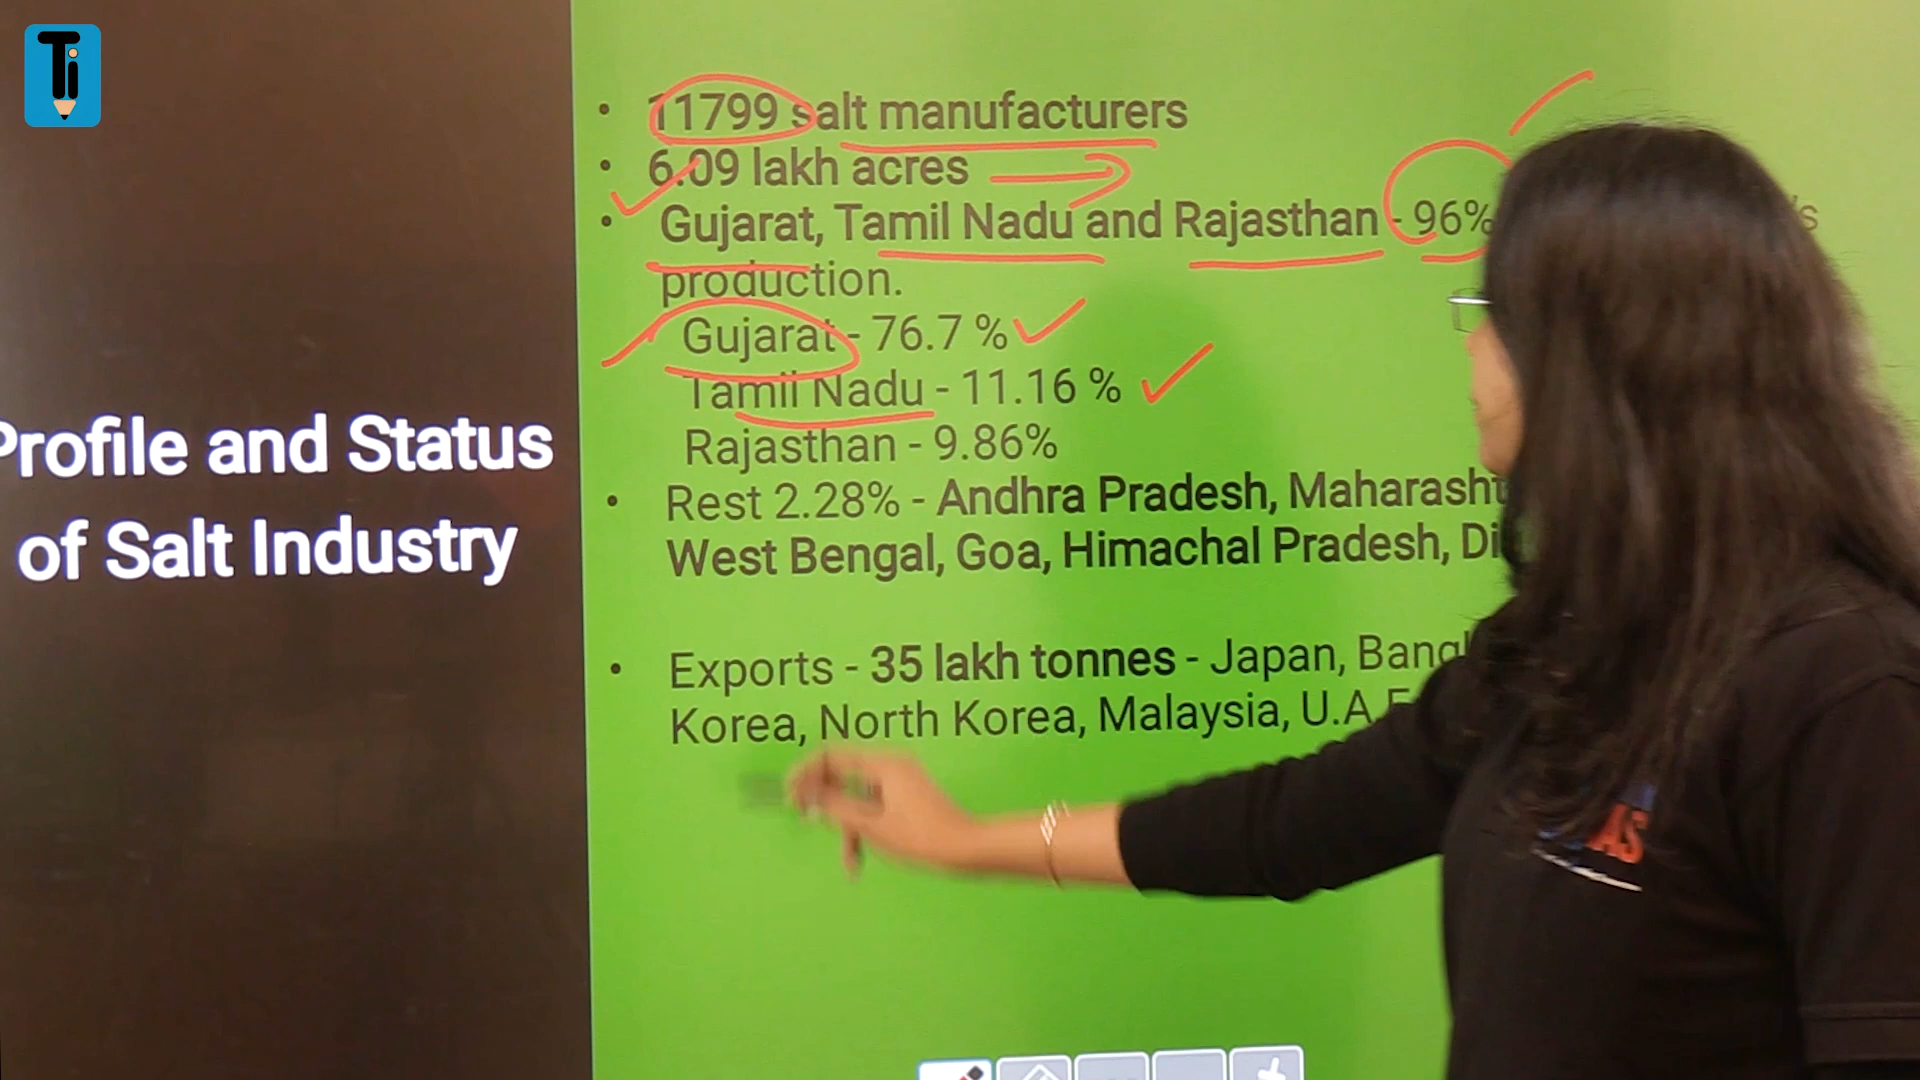 Ti
Profile and Status
of Salt Industry
11799 salt manufacturers
6.09 lakh acres
Gujarat, Tamil Nadu and Rajasthan - 96%
production.
Gujarat - 76.7 %
Tamil Nadu - 11.16 %
Rajasthan - 9.86%
Rest 2.28% - Andhra Pradesh,
West Bengal, Goa, Himachal Pradesh,
Exports - 35 lakh tonnes - Japan,
Korea, North Korea, Malaysia,
AS